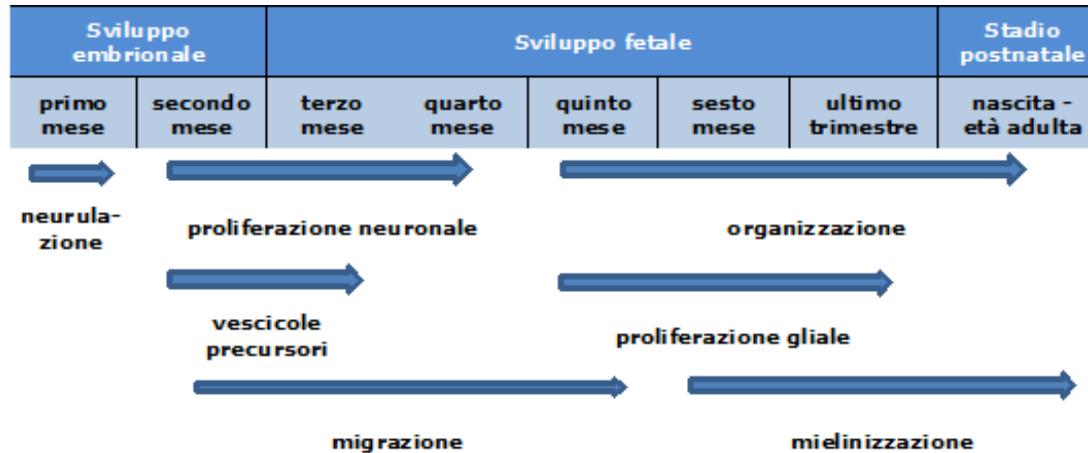 Sviluppo
embrionale
Sviluppo fetale
Stadio
postnatale
primo
mese
secondo
mese
terzo
mese
quarto
mese
quinto
mese
sesto
mese
ultimo
trimestre
nascita -
età adulta
neurula-
zione
proliferazione neuronale
organizzazione
vescicole
precursori
proliferazione gliale
migrazione
mielinizzazione